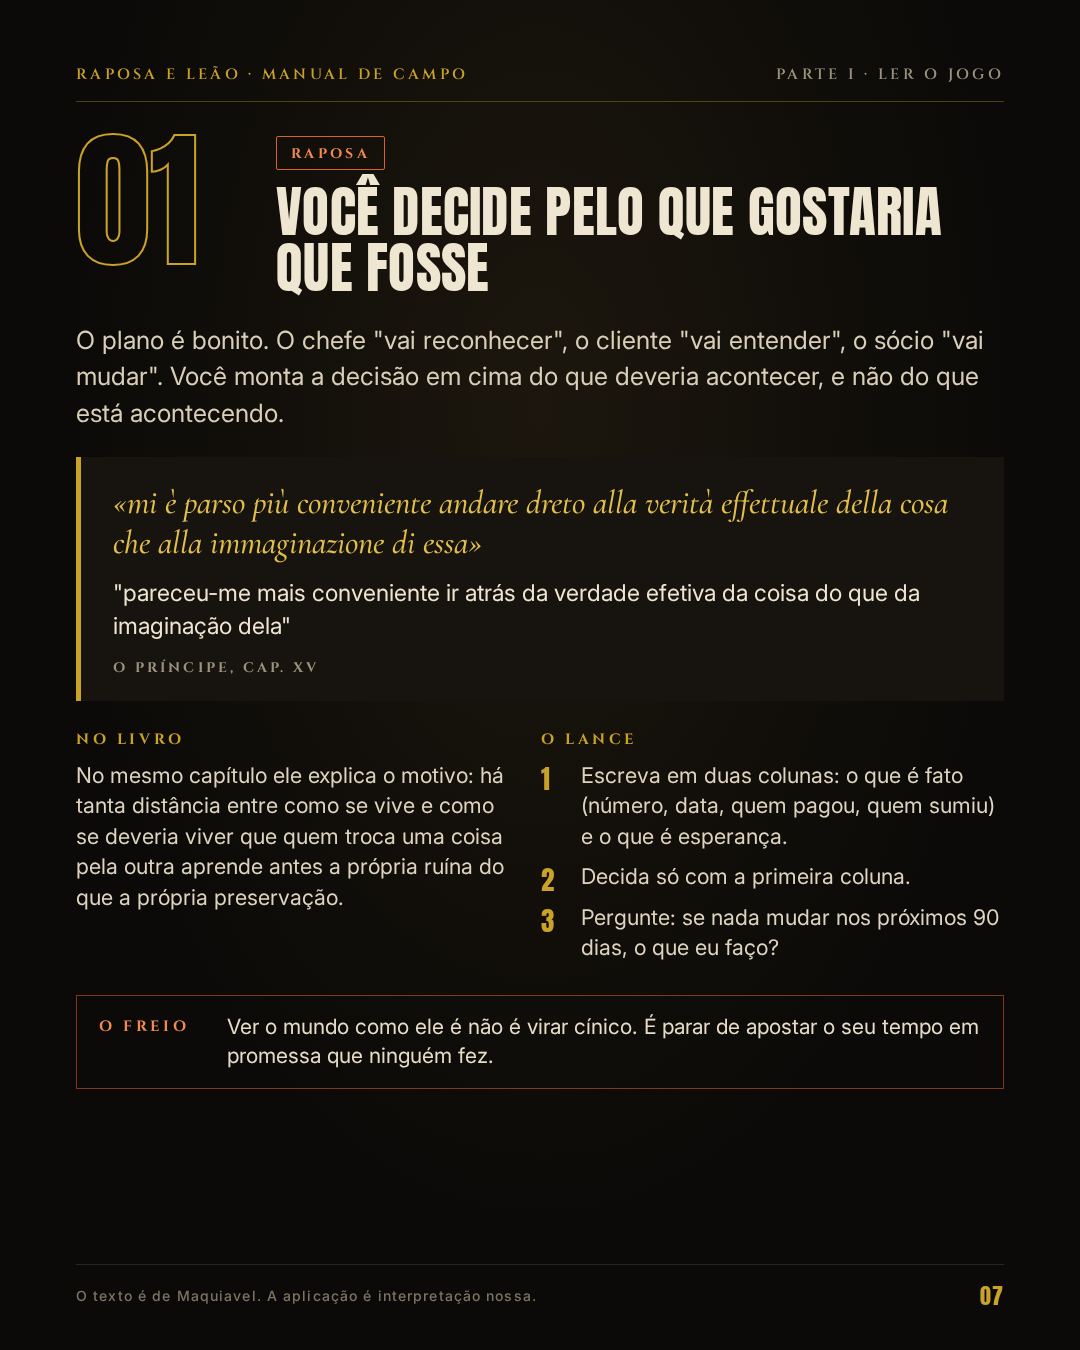 RAPOSA E LEÃO · MANUAL DE CAMPO
PARTE I · LER O JOGO
01
RAPOSA
VOCÊ DECIDE PELO QUE GOSTARIA
QUE FOSSE
O plano é bonito. O chefe "vai reconhecer", o cliente "vai entender", o sócio "vai
mudar". Você monta a decisão em cima do que deveria acontecer, e não do que
está acontecendo.
«mi è parso più conveniente andare dreto alla verità effettuale della cosa
che alla immaginazione di essa»
"pareceu-me mais conveniente ir atrás da verdade efetiva da coisa do que da
imaginação dela"
O PRÍNCIPE, CAP. XV
NO LIVRO
No mesmo capítulo ele explica o motivo: há
tanta distância entre como se vive e como
se deveria viver que quem troca uma coisa
pela outra aprende antes a própria ruína do
que a própria preservação.
O LANCE
1 Escreva em duas colunas: o que é fato
(número, data, quem pagou, quem sumiu)
e o que é esperança.
2 Decida só com a primeira coluna.
3 Pergunte: se nada mudar nos próximos 90
dias, o que eu faço?
O FREIO
Ver o mundo como ele é não é virar cínico. É parar de apostar o seu tempo em
promessa que ninguém fez.
O texto é de Maquiavel. A aplicação é interpretação nossa.
07